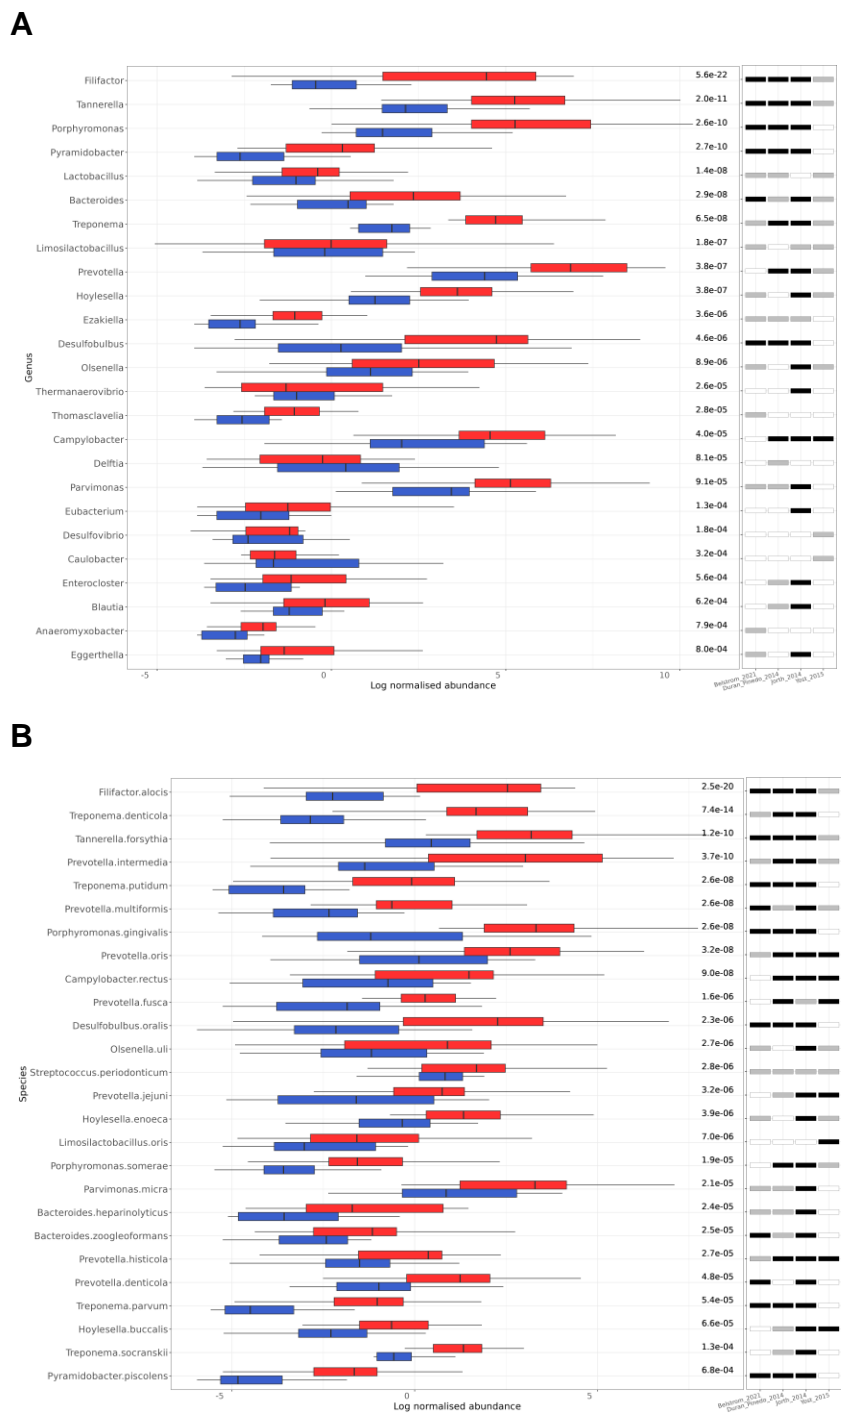 A
Filifactor 5.6e-22
Tannerella 2.0e-11
Porphyromonas 2.6e-10
Pyramidobacter 2.7e-10
Lactobacillus 1.4e-08
Bacteroides 2.9e-08
Treponema 6.5e-08
Limosilactobacillus 1.8e-07
Prevotella 3.8e-07
Hoylesella 3.8e-07
Ezakiella 3.6e-06
Desulfobulbus 4.6e-06
Olsenella 8.9e-06
Thermanaerovibrio 2.6e-05
Thomasclavelia 2.8e-05
Campylobacter 4.0e-05
Delftia 8.1e-05
Parvimonas 9.1e-05
Eubacterium 1.3e-04
Desulfovibrio 1.8e-04
Caulobacter 3.2e-04
Enterocloster 5.6e-04
Blautia 6.2e-04
Anaeromyxobacter 7.9e-04
Eggerthella 8.0e-04
Genus
-5 0 5 10
Log normalised abundance
Belstrom_2021
Duran_Pinedo_2014
Jorth_2014
Yost_2015
B
Filifactor.alocis 2.5e-20
Treponema.denticola 7.4e-14
Tannerella.forsythia 1.2e-10
Prevotella.intermedia 3.7e-10
Treponema.putidum 2.6e-08
Prevotella.multiformis 2.6e-08
Porphyromonas.gingivalis 2.6e-08
Prevotella.oris 3.2e-08
Campylobacter.rectus 9.0e-08
Prevotella.fusca 1.6e-06
Desulfobulbus.oralis 2.3e-06
Olsenella.uli 2.7e-06
Streptococcus.periodonticum 2.8e-06
Prevotella.jejuni 3.2e-06
Hoylesella.enoeca 3.9e-06
Limosilactobacillus.oris 7.0e-06
Porphyromonas.somerae 1.9e-05
Parvimonas.micra 2.1e-05
Bacteroides.heparinolyticus 2.4e-05
Bacteroides.zoogleoformans 2.5e-05
Prevotella.histicola 2.7e-05
Prevotella.denticola 4.8e-05
Treponema.parvum 5.4e-05
Hoylesella.buccalis 6.6e-05
Treponema.socranskii 1.3e-04
Pyramidobacter.piscolens 6.8e-04
Species
-5 0 5
Log normalised abundance
Belstrom_2021
Duran_Pinedo_2014
Jorth_2014
Yost_2015